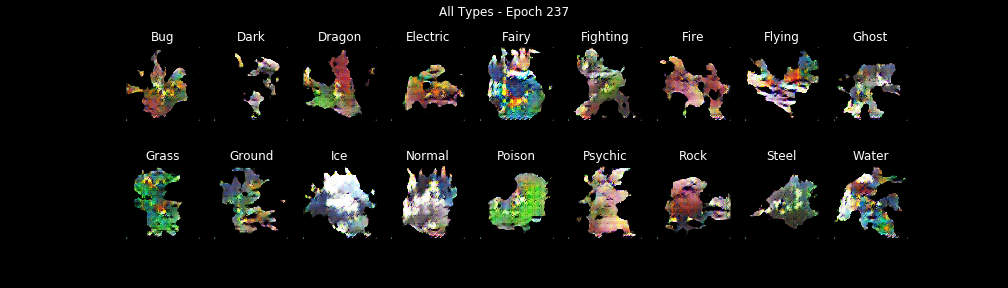 All Types - Epoch 237
Bug Dark Dragon Electric Fairy Fighting Fire Flying Ghost
Grass Ground Ice Normal Poison Psychic Rock Steel Water